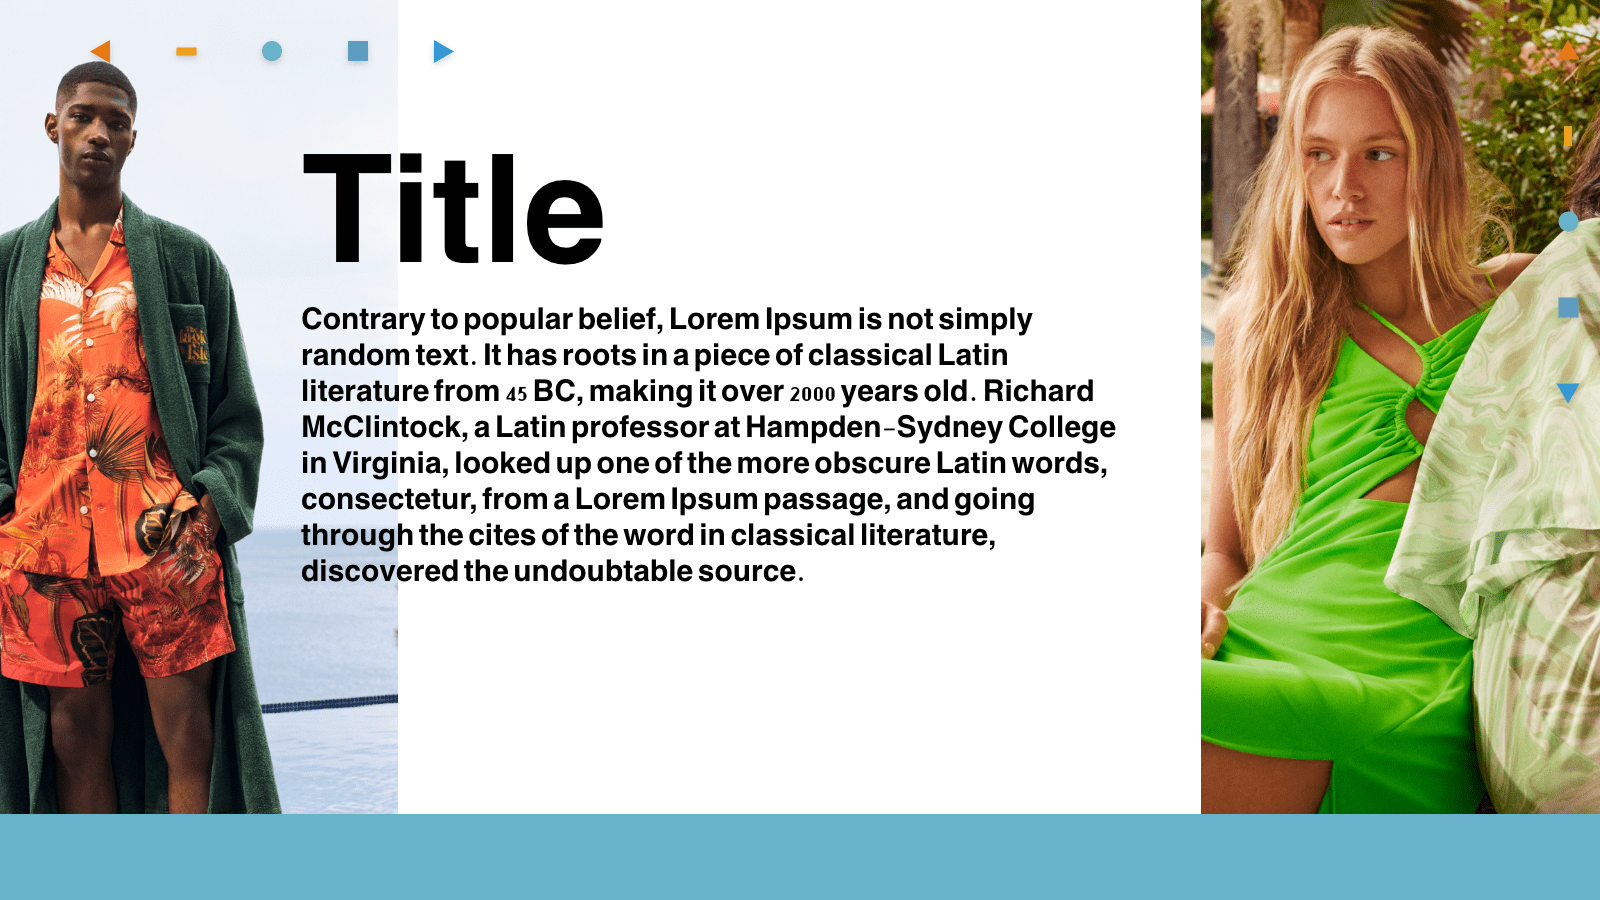 Title
Contrary to popular belief, Lorem Ipsum is not simply
random text. It has roots in a piece of classical Latin
literature from 45 BC, making it over 2000 years old. Richard
McClintock, a Latin professor at Hampden-Sydney College
in Virginia, looked up one of the more obscure Latin words,
consectetur, from a Lorem Ipsum passage, and going
through the cites of the word in classical literature,
discovered the undoubtable source.